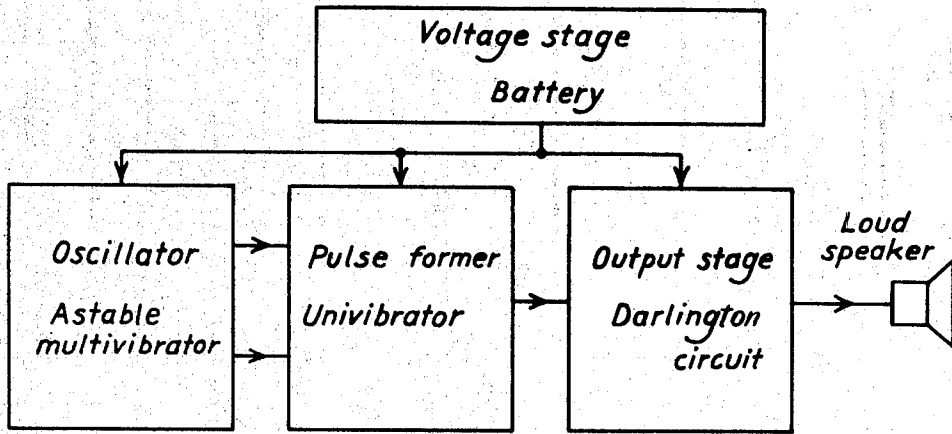 Voltage stage
Battery
Oscillator
Astable
multivibrator
Pulse former
Univibrator
Output stage
Darlington
circuit
Loud
speaker